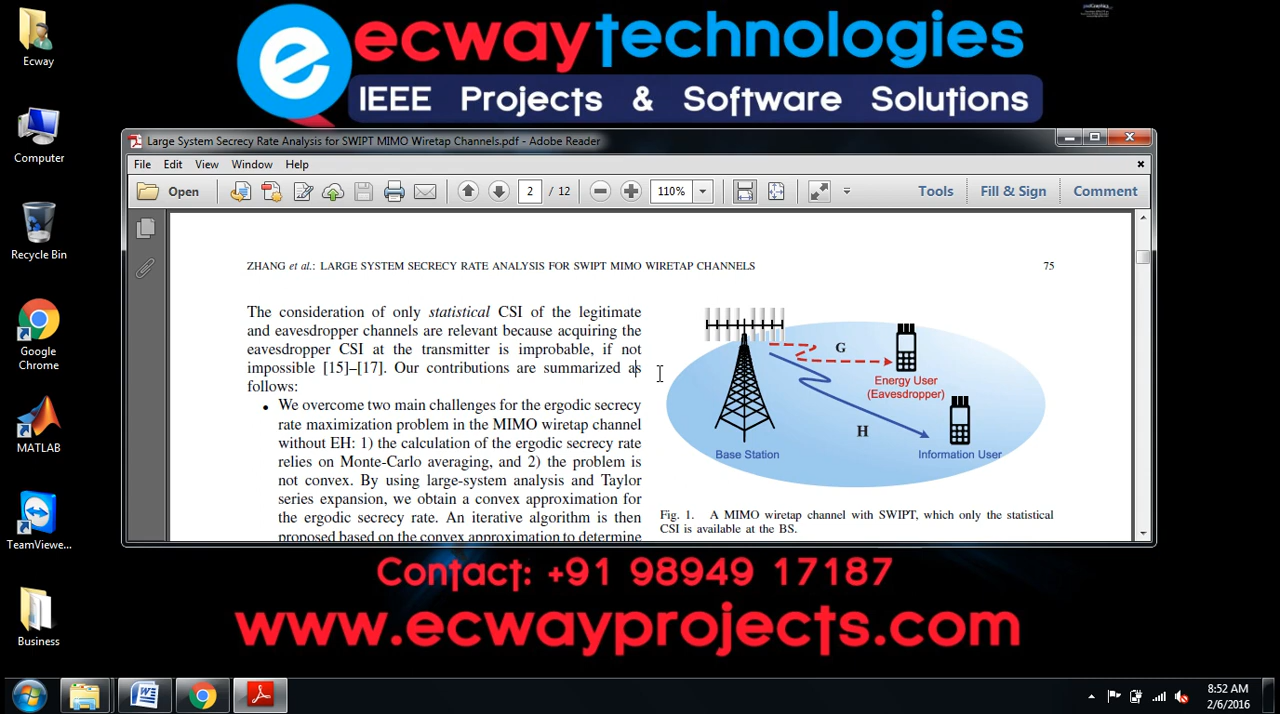 ecwaytechnologies
IEEE Projects & Software Solutions
Ecway
Computer
Recycle Bin
Google
Chrome
MATLAB
TeamViewe...
Business
Large System Secrecy Rate Analysis for SWIPT MIMO Wiretap Channels.pdf - Adobe Reader
File Edit View Window Help
Open 2 / 12 110% Tools Fill & Sign Comment
ZHANG et al.: LARGE SYSTEM SECRECY RATE ANALYSIS FOR SWIPT MIMO WIRETAP CHANNELS 75
The consideration of only statistical CSI of the legitimate
and eavesdropper channels are relevant because acquiring the
eavesdropper CSI at the transmitter is improbable, if not
impossible [15]–[17]. Our contributions are summarized as
follows:
• We overcome two main challenges for the ergodic secrecy
rate maximization problem in the MIMO wiretap channel
without EH: 1) the calculation of the ergodic secrecy rate
relies on Monte-Carlo averaging, and 2) the problem is
not convex. By using large-system analysis and Taylor
series expansion, we obtain a convex approximation for
the ergodic secrecy rate. An iterative algorithm is then
proposed based on the convex approximation to determine
G
Energy User
(Eavesdropper)
H
Base Station
Information User
Fig. 1. A MIMO wiretap channel with SWIPT, which only the statistical
CSI is available at the BS.
Contact: +91 98949 17187
www.ecwayprojects.com
8:52 AM
2/6/2016